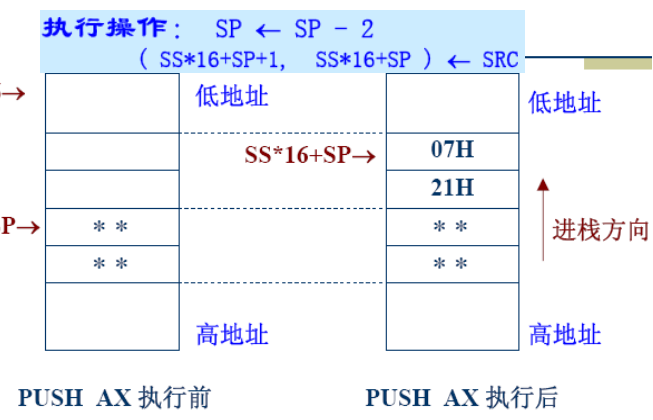 执行操作: SP ← SP - 2
( SS*16+SP+1, SS*16+SP ) ← SRC
→ 低地址 低地址
SS*16+SP→ 07H
21H
P→ * * * * 进栈方向
* * * *
高地址 高地址
PUSH AX 执行前 PUSH AX 执行后